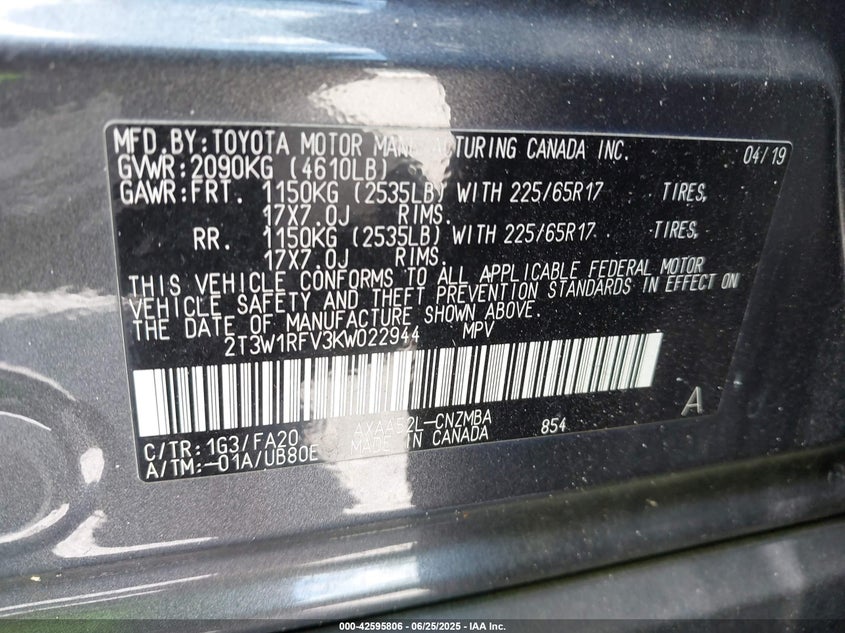 MFD.BY:TOYOTA MOTOR MANUFACTURING CANADA INC. 04/19
GVWR:2090KG (4610LB)
GAWR:FRT. 1150KG (2535LB) WITH 225/65R17 TIRES,
17X7.0J RIMS.
RR. 1150KG (2535LB) WITH 225/65R17 TIRES,
17X7.0J RIMS.
THIS VEHICLE CONFORMS TO ALL APPLICABLE FEDERAL MOTOR
VEHICLE SAFETY AND THEFT PREVENTION STANDARDS IN EFFECT ON
THE DATE OF MANUFACTURE SHOWN ABOVE.
2T3W1RFV3KW022944 MPV
A
C/TR:1G3/FA20 AXAA52L-CNZMBA 854
A/TM:-01A/UB80E MADE IN CANADA
000-42595806 | 06/25/2025 - IAA Inc.